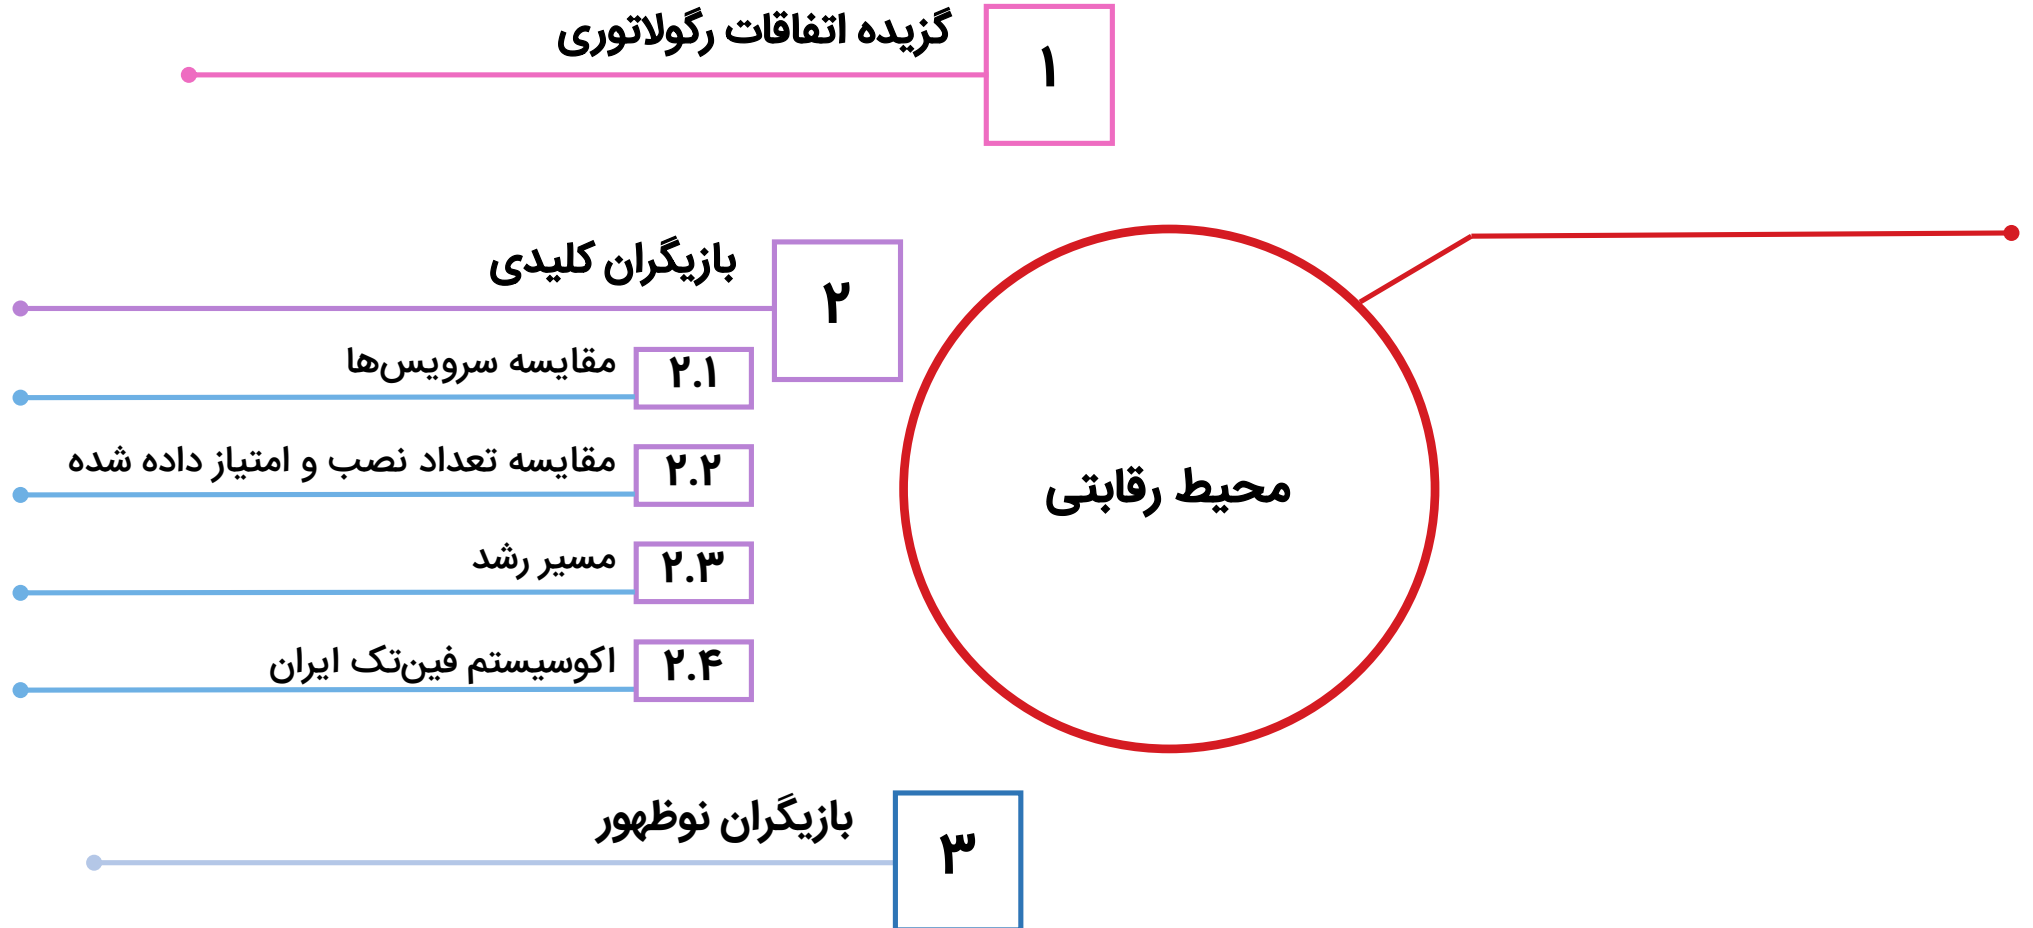 ۱
گزیده اتفاقات رگولاتوری
محیط رقابتی
۲
بازیگران کلیدی
۲.۱
مقایسه سرویس‌ها
۲.۲
مقایسه تعداد نصب و امتیاز داده شده
۲.۳
مسیر رشد
۲.۴
اکوسیستم فین‌تک ایران
۳
بازیگران نوظهور